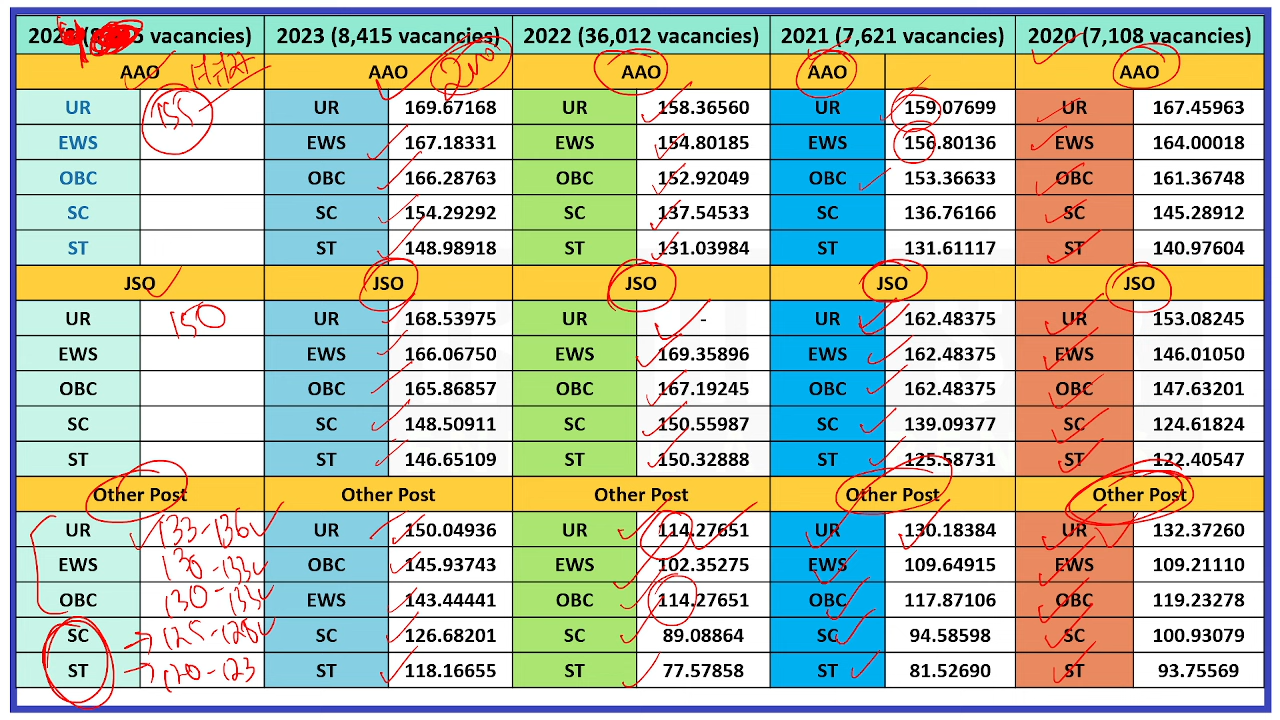 5 vacancies) 2023 (8,415 vacancies) 2022 (36,012 vacancies) 2021 (7,621 vacancies) 2020 (7,108 vacancies)
AAO AAO AAO AAO AAO
UR 155 UR 169.67168 UR 158.36560 UR 159.07699 UR 167.45963
EWS EWS 167.18331 EWS 154.80185 EWS 156.80136 EWS 164.00018
OBC OBC 166.28763 OBC 152.92049 OBC 153.36633 OBC 161.36748
SC SC 154.29292 SC 137.54533 SC 136.76166 SC 145.28912
ST ST 148.98918 ST 131.03984 ST 131.61117 ST 140.97604
JSO JSO JSO JSO JSO
UR 150 UR 168.53975 UR - UR 162.48375 UR 153.08245
EWS EWS 166.06750 EWS 169.35896 EWS 162.48375 EWS 146.01050
OBC OBC 165.86857 OBC 167.19245 OBC 162.48375 OBC 147.63201
SC SC 148.50911 SC 150.55987 SC 139.09377 SC 124.61824
ST ST 146.65109 ST 150.32888 ST 125.58731 ST 122.40547
Other Post Other Post Other Post Other Post Other Post
UR 133-136 UR 150.04936 UR 114.27651 UR 130.18384 UR 132.37260
EWS 130-133 OBC 145.93743 EWS 102.35275 EWS 109.64915 EWS 109.21110
OBC 130-133 EWS 143.44441 OBC 114.27651 OBC 117.87106 OBC 119.23278
SC → 125-128 SC 126.68201 SC 89.08864 SC 94.58598 SC 100.93079
ST → 120-123 ST 118.16655 ST 77.57858 ST 81.52690 ST 93.75569